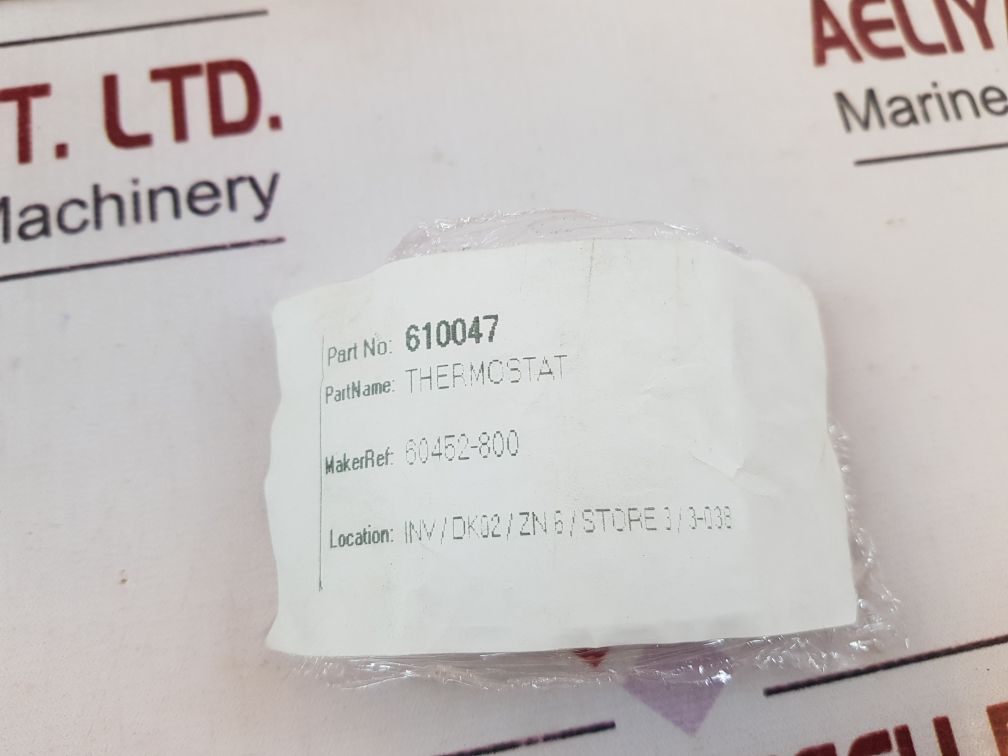 T. LTD.
Machinery
AELIY
Marine
Part No: 610047
PartName: THERMOSTAT
MakerRef: 60452-800
Location: INV / DK02 / ZN 6 / STORE 3 / 3-038